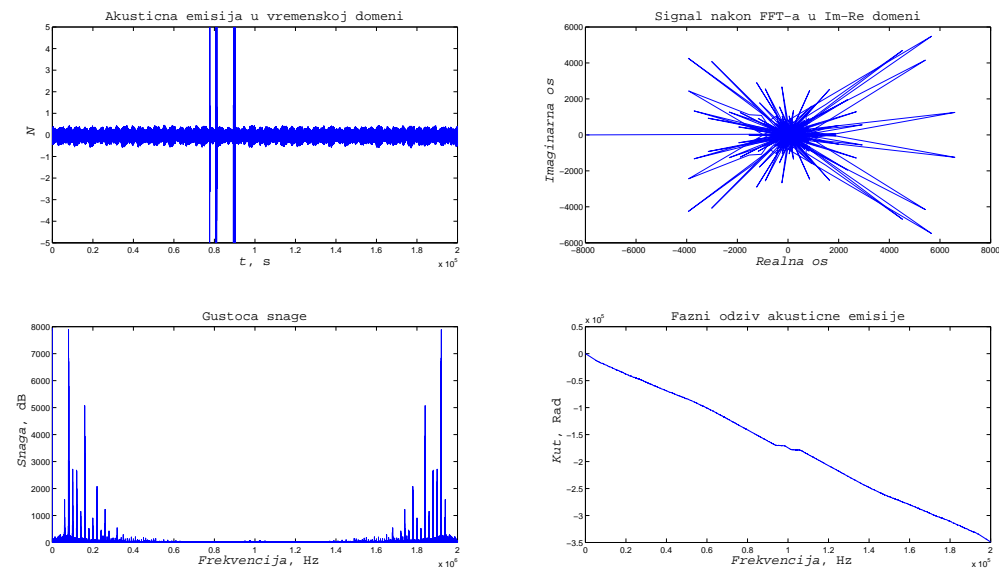 Akusticna emisija u vremenskoj domeni
5
4
3
2
1
0
−1
−2
−3
−4
−5
N
0 0.2 0.4 0.6 0.8 1 1.2 1.4 1.6 1.8 2
x 10^5
t, s
Signal nakon FFT-a u Im-Re domeni
6000
4000
2000
0
−2000
−4000
−6000
Imaginarna os
−8000 −6000 −4000 −2000 0 2000 4000 6000 8000
Realna os
Gustoca snage
8000
7000
6000
5000
4000
3000
2000
1000
0
Snaga, dB
0 0.2 0.4 0.6 0.8 1 1.2 1.4 1.6 1.8 2
x 10^6
Frekvencija, Hz
Fazni odziv akusticne emisije
x 10^5
0.5
0
−0.5
−1
−1.5
−2
−2.5
−3
−3.5
Kut, Rad
0 0.2 0.4 0.6 0.8 1 1.2 1.4 1.6 1.8 2
x 10^5
Frekvencija, Hz